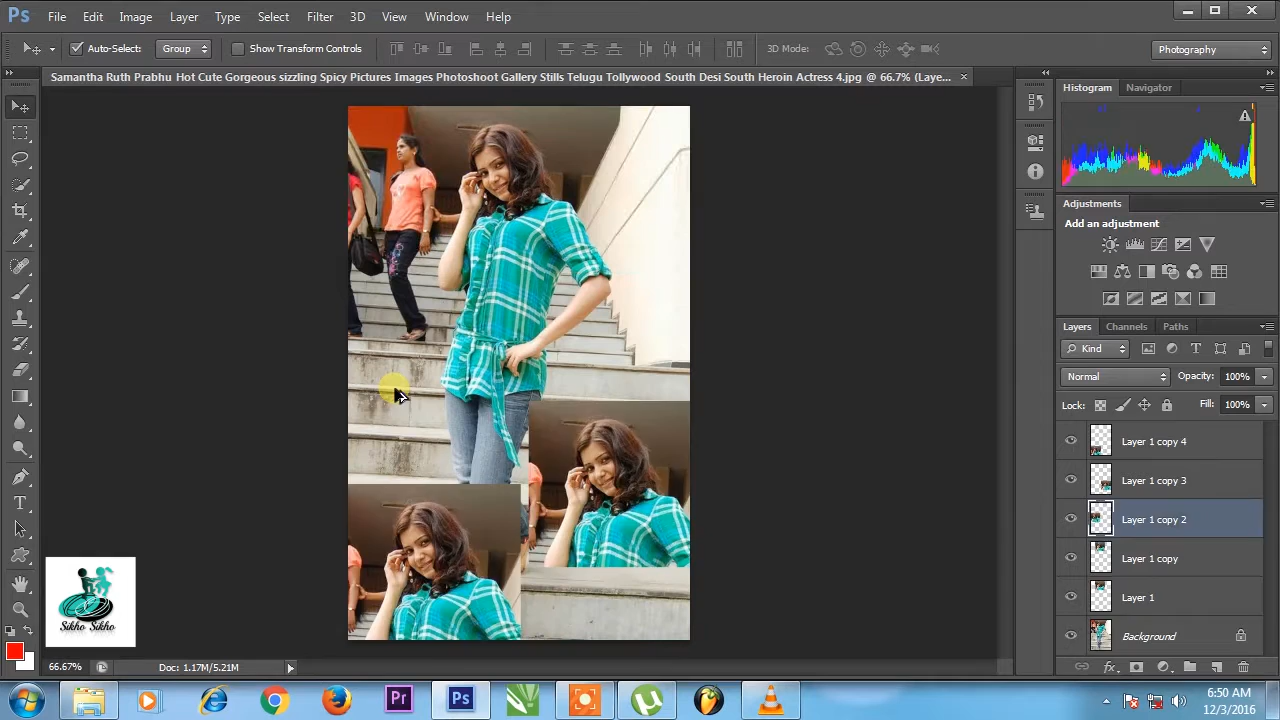 Ps File Edit Image Layer Type Select Filter 3D View Window Help
Auto-Select: Group Show Transform Controls 3D Mode: Photography
Samantha Ruth Prabhu Hot Cute Gorgeous sizzling Spicy Pictures Images Photoshoot Gallery Stills Telugu Tollywood South Desi South Heroin Actress 4.jpg @ 66.7% (Laye... ×
Histogram Navigator
Adjustments
Add an adjustment
Layers Channels Paths
Kind
Normal Opacity: 100%
Lock: Fill: 100%
Layer 1 copy 4
Layer 1 copy 3
Layer 1 copy 2
Layer 1 copy
Layer 1
Background
Sikho Sikho
66.67% Doc: 1.17M/5.21M
Pr Ps
6:50 AM
12/3/2016